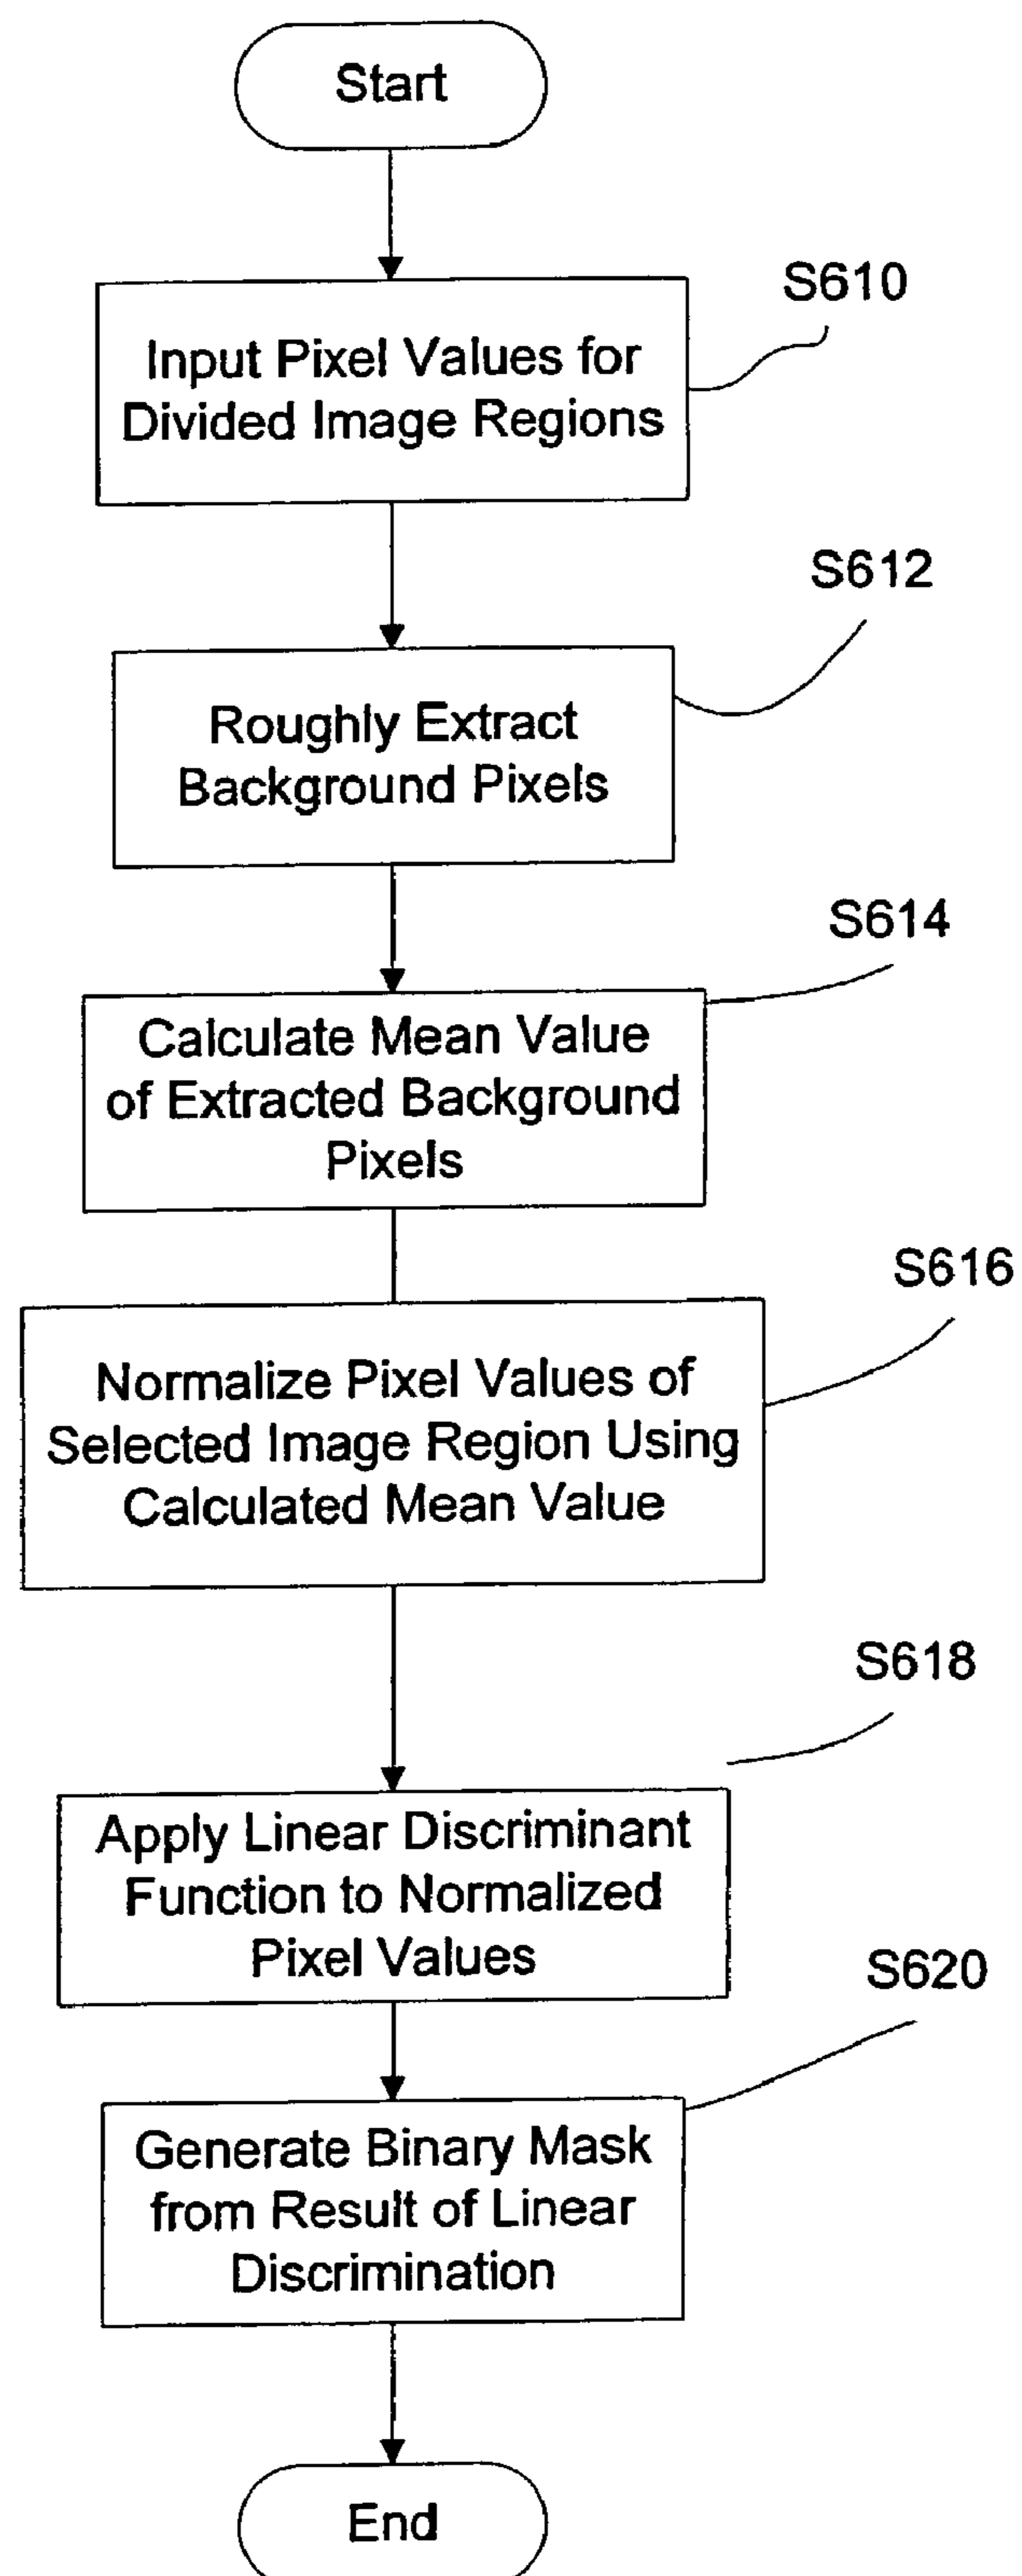 Start
S610
Input Pixel Values for
Divided Image Regions
S612
Roughly Extract
Background Pixels
S614
Calculate Mean Value
of Extracted Background
Pixels
S616
Normalize Pixel Values of
Selected Image Region Using
Calculated Mean Value
S618
Apply Linear Discriminant
Function to Normalized
Pixel Values
S620
Generate Binary Mask
from Result of Linear
Discrimination
End